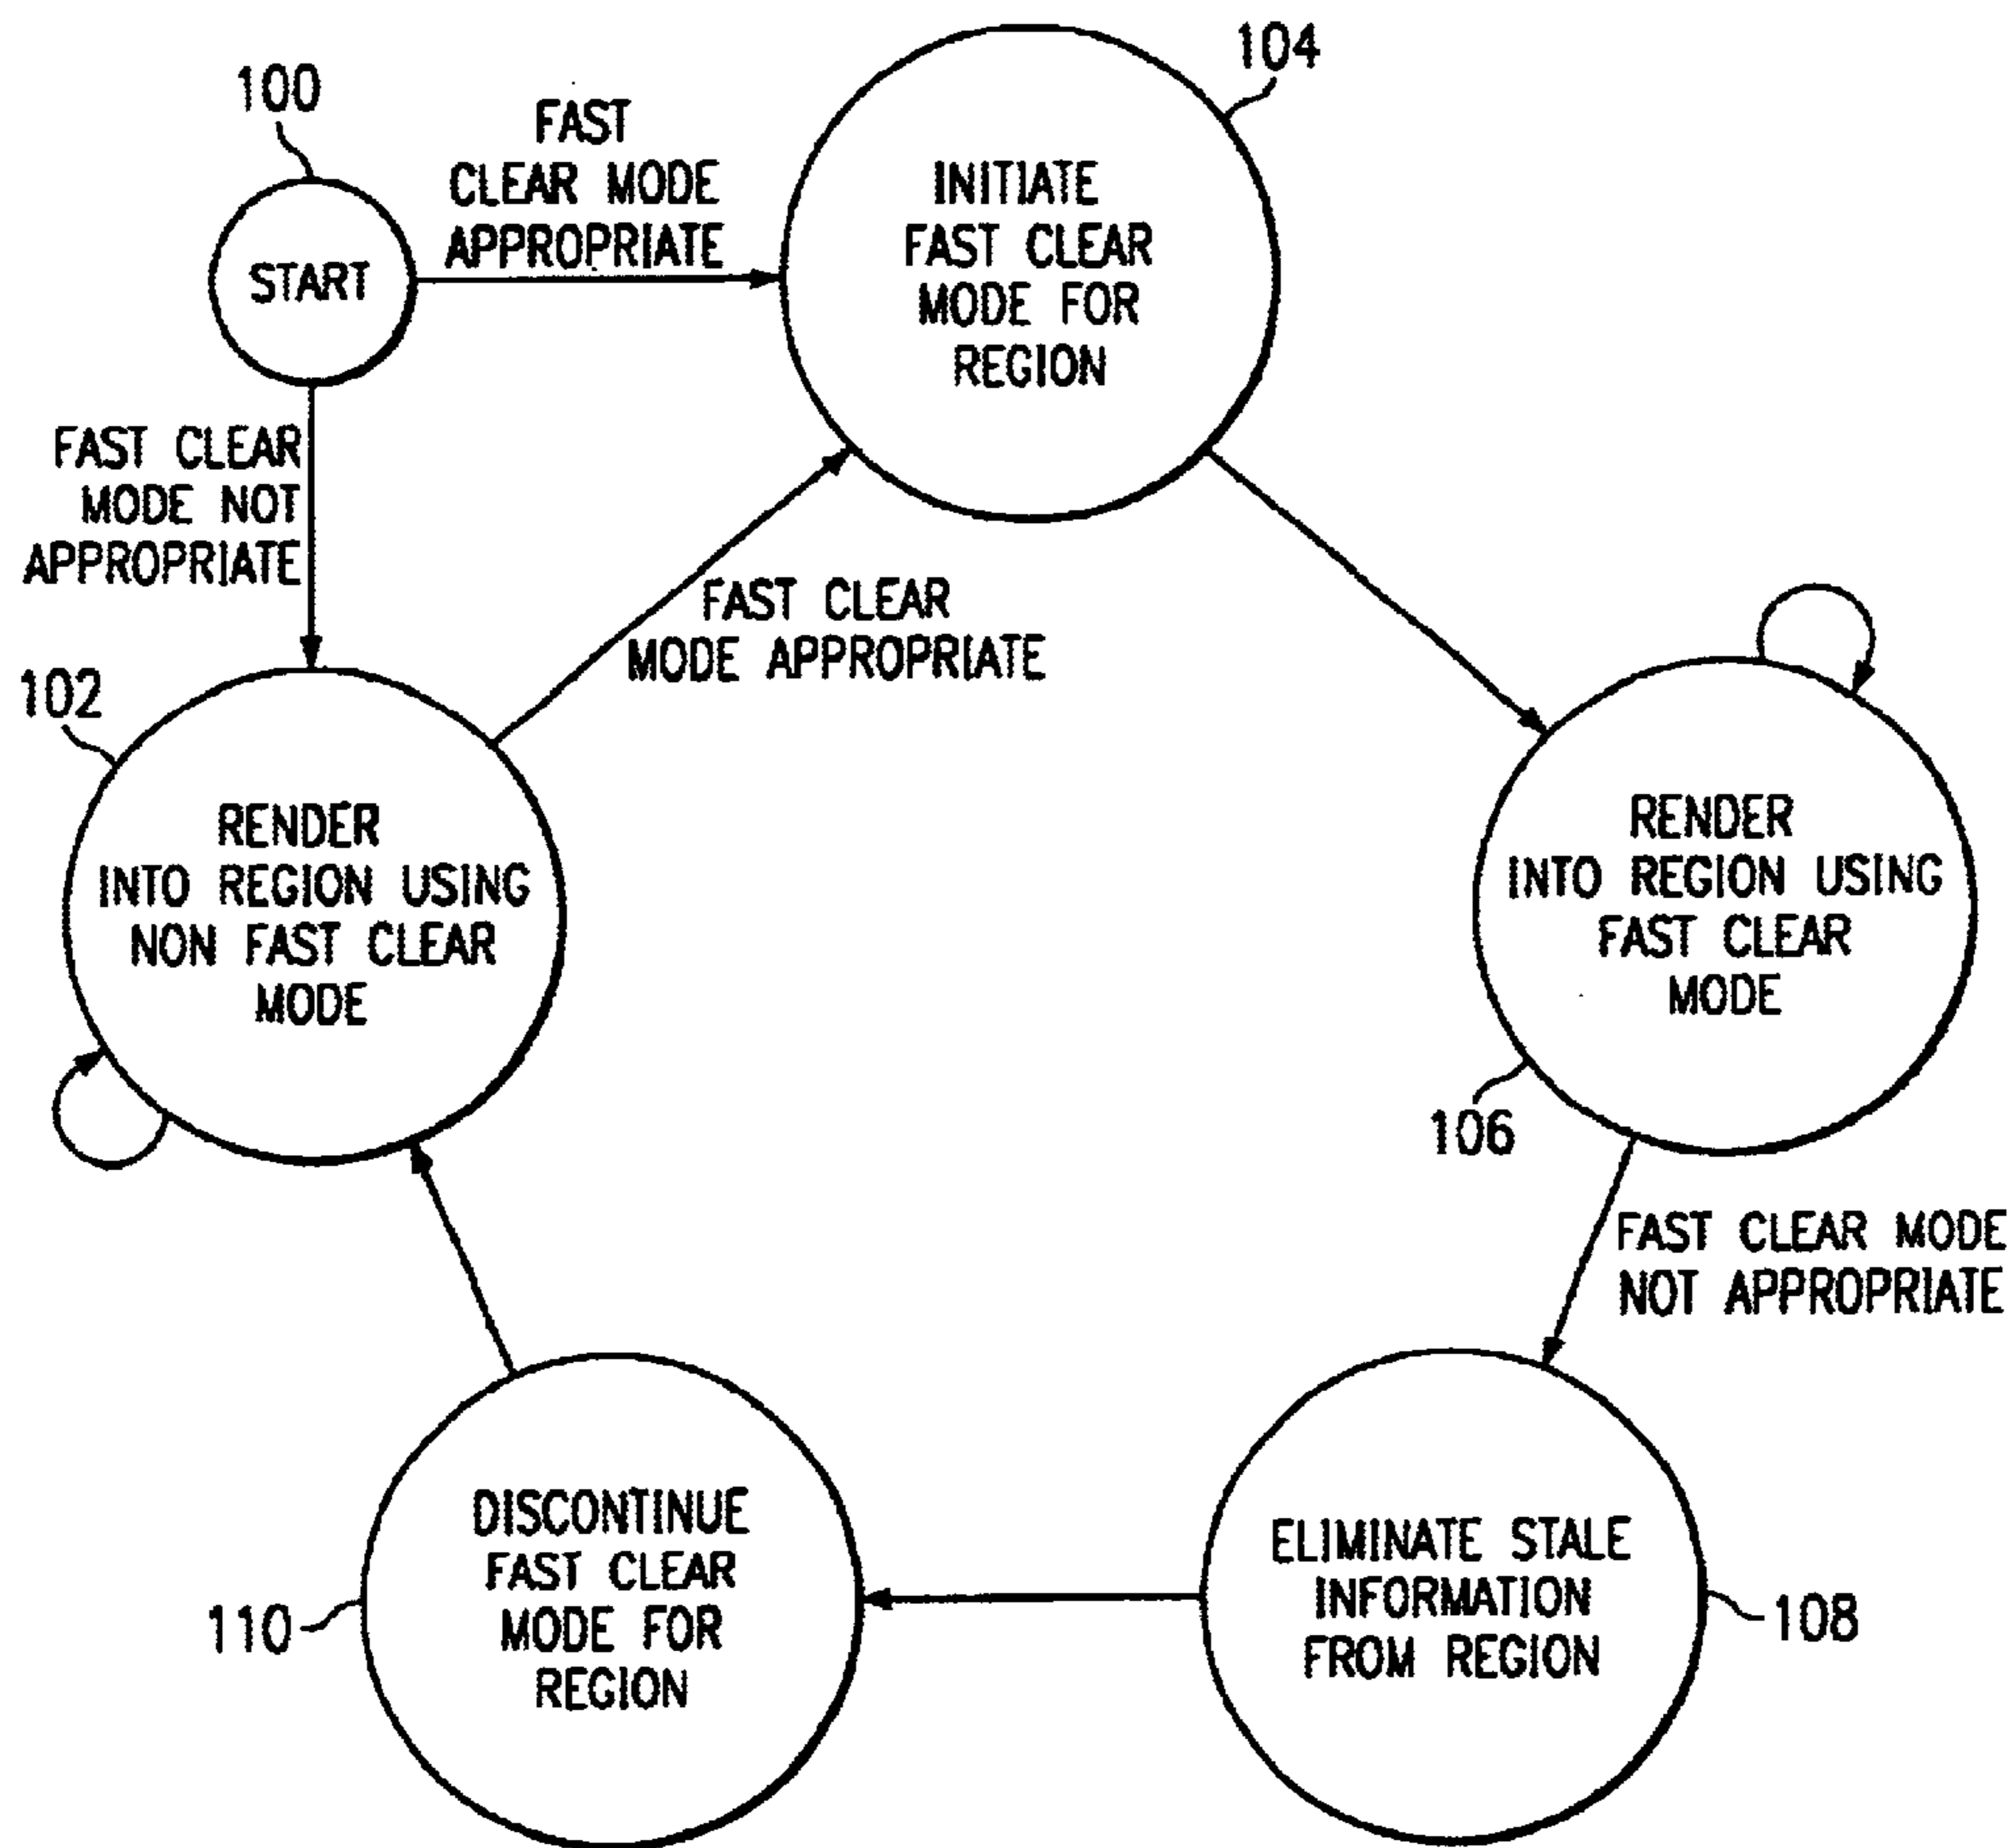 100
START
FAST
CLEAR MODE
APPROPRIATE
104
INITIATE
FAST CLEAR
MODE FOR
REGION
FAST CLEAR
MODE NOT
APPROPRIATE
FAST CLEAR
MODE APPROPRIATE
102
RENDER
INTO REGION USING
NON FAST CLEAR
MODE
RENDER
INTO REGION USING
FAST CLEAR
MODE
106
FAST CLEAR MODE
NOT APPROPRIATE
110
DISCONTINUE
FAST CLEAR
MODE FOR
REGION
ELIMINATE STALE
INFORMATION
FROM REGION
108